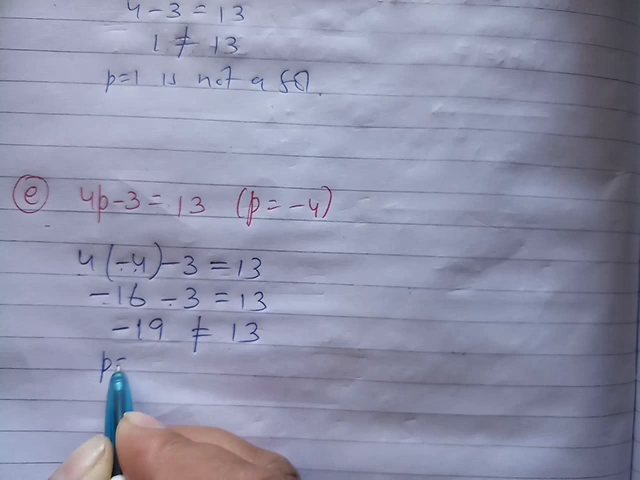 4 - 3 = 13
1 ≠ 13
p=1 is not a sol.
(e) 4p-3 = 13 (p = -4)
4(-4)-3 = 13
-16 -3 = 13
-19 ≠ 13
p=